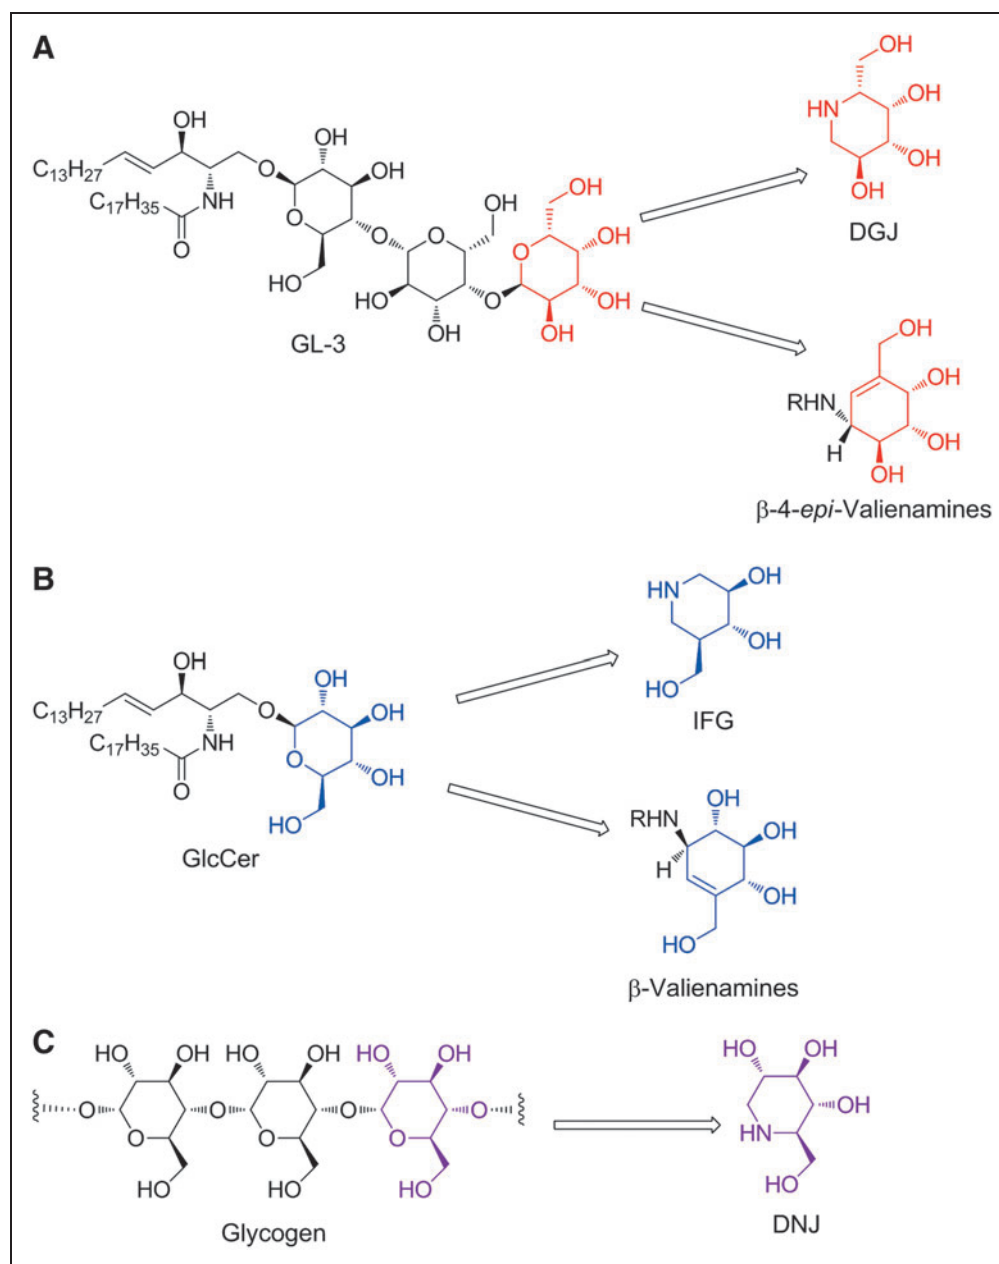 A
OH
HN
OH
OH
OH
DGJ
OH
C13H27
O
HN
C17H35
O
OH
OH
O
O
HO
O
OH
HO
OH
O
OH
O
OH
OH
OH
GL-3
OH
OH
RHN
OH
H
OH
β-4-epi-Valienamines
B
HN
OH
OH
HO
IFG
OH
C13H27
O
C17H35
NH
O
OH
OH
O
OH
HO
GlcCer
RHN
OH
OH
H
OH
HO
β-Valienamines
C
HO OH HO OH HO OH
O O O O
O O O
HO HO HO
Glycogen
HO OH
OH
HN
HO
DNJ